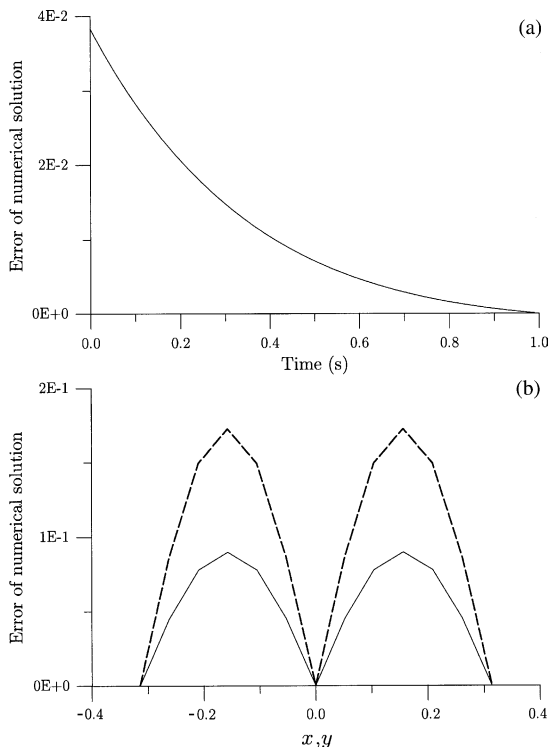 (a)
4E-2
2E-2
0E+0
Error of numerical solution
0.0 0.2 0.4 0.6 0.8 1.0
Time (s)
(b)
2E-1
1E-1
0E+0
Error of numerical solution
-0.4 -0.2 0.0 0.2 0.4
x,y